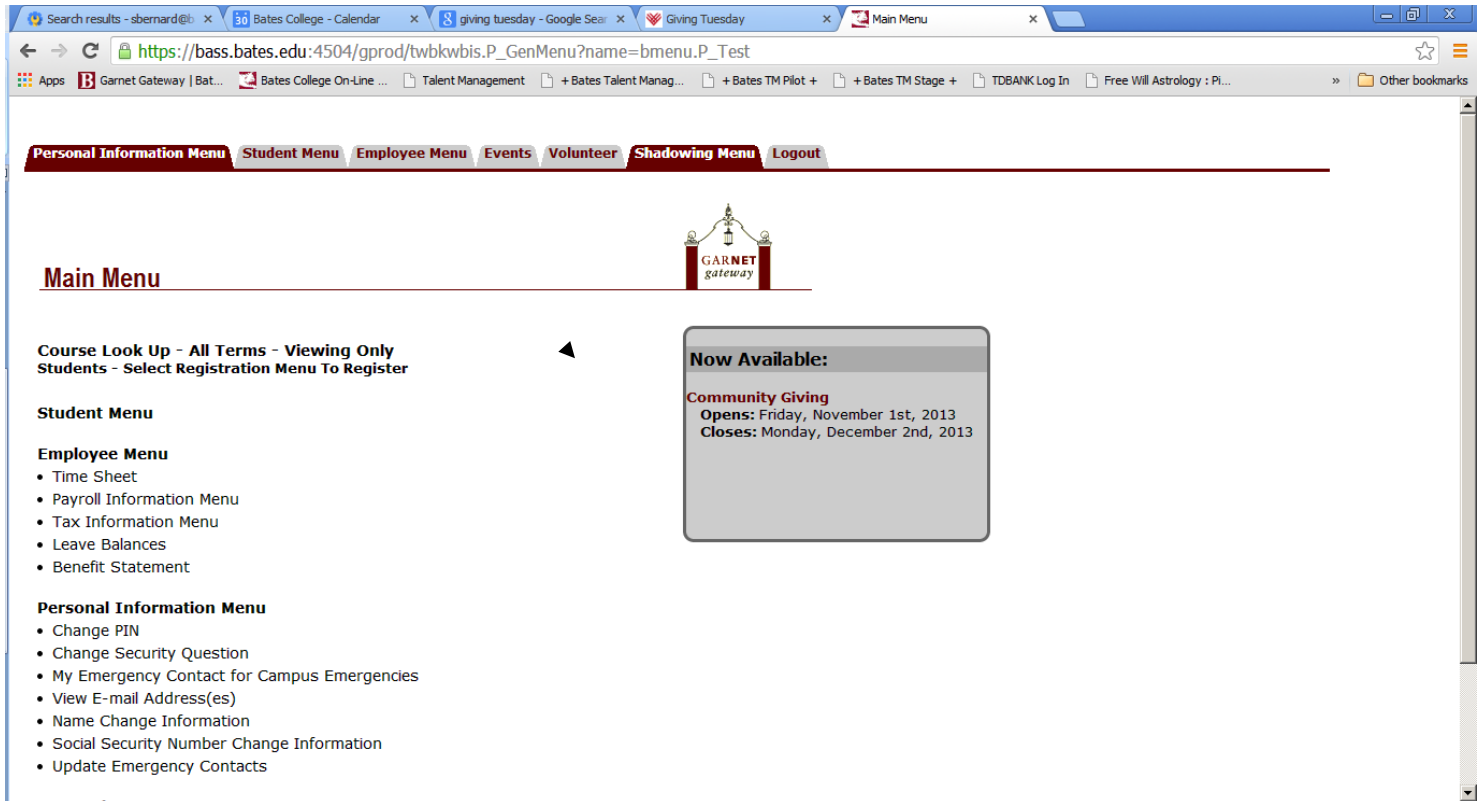 Search results - sbernard@b
30 Bates College - Calendar
8 giving tuesday - Google Sear
Giving Tuesday
Main Menu
https://bass.bates.edu:4504/gprod/twbkwbis.P_GenMenu?name=bmenu.P_Test
Apps
B Garnet Gateway | Bat...
Bates College On-Line ...
Talent Management
+ Bates Talent Manag...
+ Bates TM Pilot +
+ Bates TM Stage +
TDBANK Log In
Free Will Astrology : Pi...
»
Other bookmarks
Personal Information Menu Student Menu Employee Menu Events Volunteer Shadowing Menu Logout
GARNET
gateway
Main Menu
Course Look Up - All Terms - Viewing Only
Students - Select Registration Menu To Register
Student Menu
Employee Menu
• Time Sheet
• Payroll Information Menu
• Tax Information Menu
• Leave Balances
• Benefit Statement
Personal Information Menu
• Change PIN
• Change Security Question
• My Emergency Contact for Campus Emergencies
• View E-mail Address(es)
• Name Change Information
• Social Security Number Change Information
• Update Emergency Contacts
Now Available:
Community Giving
Opens: Friday, November 1st, 2013
Closes: Monday, December 2nd, 2013